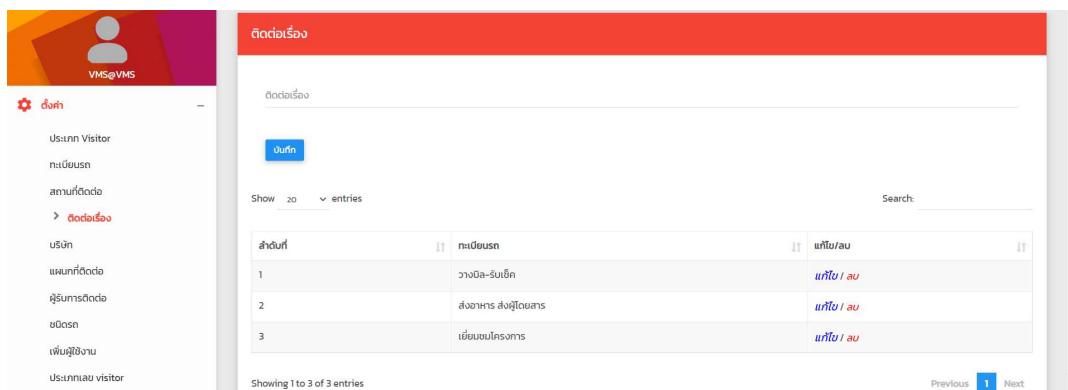 VMS@VMS
ตั้งค่า –
ประเภท Visitor
ทะเบียนรถ
สถานที่ติดต่อ
ติดต่อเรื่อง
บริษัท
แผนกที่ติดต่อ
ผู้รับการติดต่อ
ชนิดรถ
เพิ่มผู้ใช้งาน
ประเภทเลข visitor
ติดต่อเรื่อง
ติดต่อเรื่อง
บันทึก
Show 20 entries Search:
ลำดับที่ ทะเบียนรถ แก้ไข/ลบ
1 วางบิล-รับเช็ค แก้ไข / ลบ
2 ส่งอาหาร ส่งผู้โดยสาร แก้ไข / ลบ
3 เยี่ยมชมโครงการ แก้ไข / ลบ
Showing 1 to 3 of 3 entries Previous 1 Next